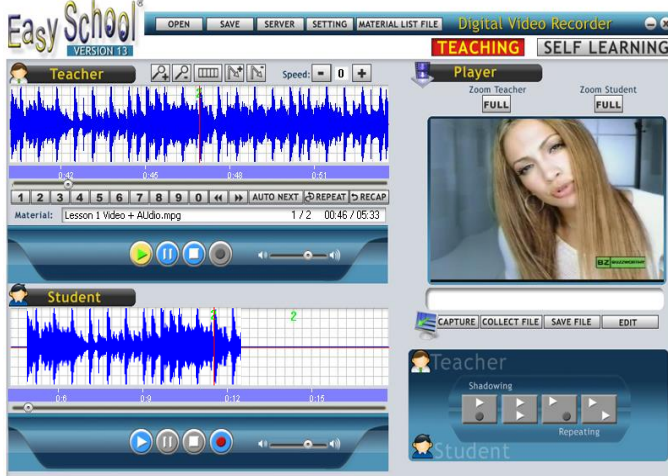 Easy School®
VERSION 13
OPEN SAVE SERVER SETTING MATERIAL LIST FILE Digital Video Recorder
TEACHING SELF LEARNING
Teacher
Speed: - 0 +
0:42 0:45 0:48 0:51
1 2 3 4 5 6 7 8 9 0 AUTO NEXT REPEAT RECAP
Material: Lesson 1 Video + AUdio.mpg 1 / 2 00:46 / 05:33
Student
2
0:6 0:9 0:12 0:15
Player
Zoom Teacher Zoom Student
FULL FULL
CAPTURE COLLECT FILE SAVE FILE EDIT
Teacher
Shadowing
Repeating
Student